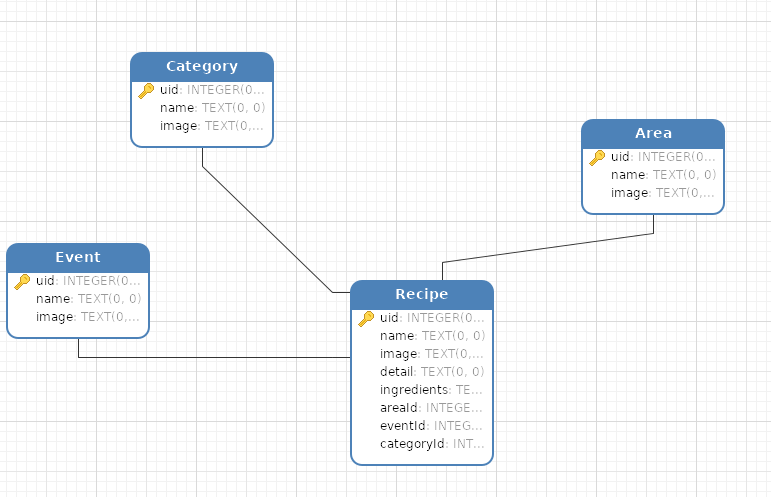 Category
uid: INTEGER(0...
name: TEXT(0, 0)
image: TEXT(0,...
Area
uid: INTEGER(0...
name: TEXT(0, 0)
image: TEXT(0,...
Event
uid: INTEGER(0...
name: TEXT(0, 0)
image: TEXT(0,...
Recipe
uid: INTEGER(0...
name: TEXT(0, 0)
image: TEXT(0,...
detail: TEXT(0, 0)
ingredients: TE...
areaId: INTEGE...
eventId: INTEG...
categoryId: INT...